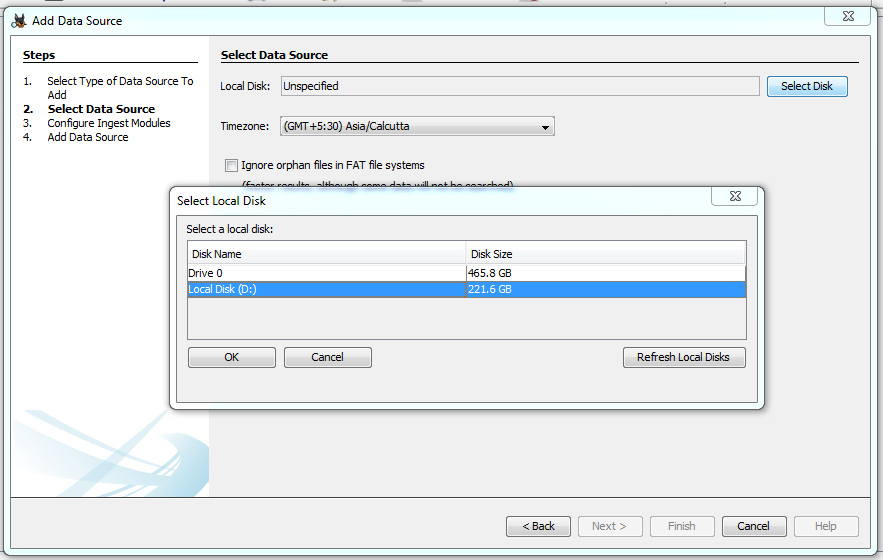 Add Data Source
Steps
1. Select Type of Data Source To
Add
2. Select Data Source
3. Configure Ingest Modules
4. Add Data Source
Select Data Source
Local Disk: Unspecified Select Disk
Timezone: (GMT+5:30) Asia/Calcutta
Ignore orphan files in FAT file systems
(faster results, although some data will not be searched)
Select Local Disk
Select a local disk:
Disk Name Disk Size
Drive 0 465.8 GB
Local Disk (D:) 221.6 GB
OK Cancel Refresh Local Disks
< Back Next > Finish Cancel Help